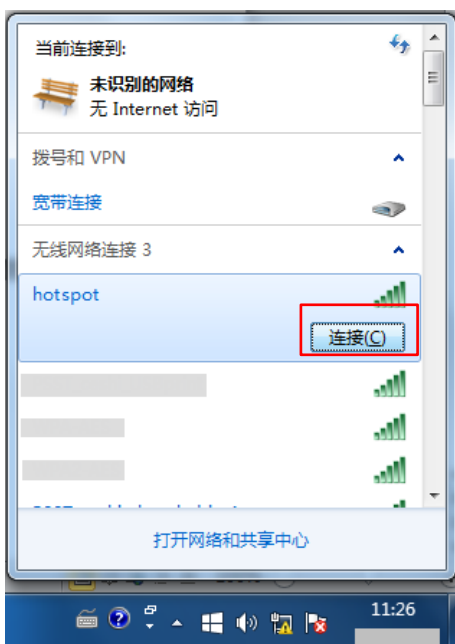 当前连接到:
未识别的网络
无 Internet 访问
拨号和 VPN
宽带连接
无线网络连接 3
hotspot
连接(C)
打开网络和共享中心
11:26